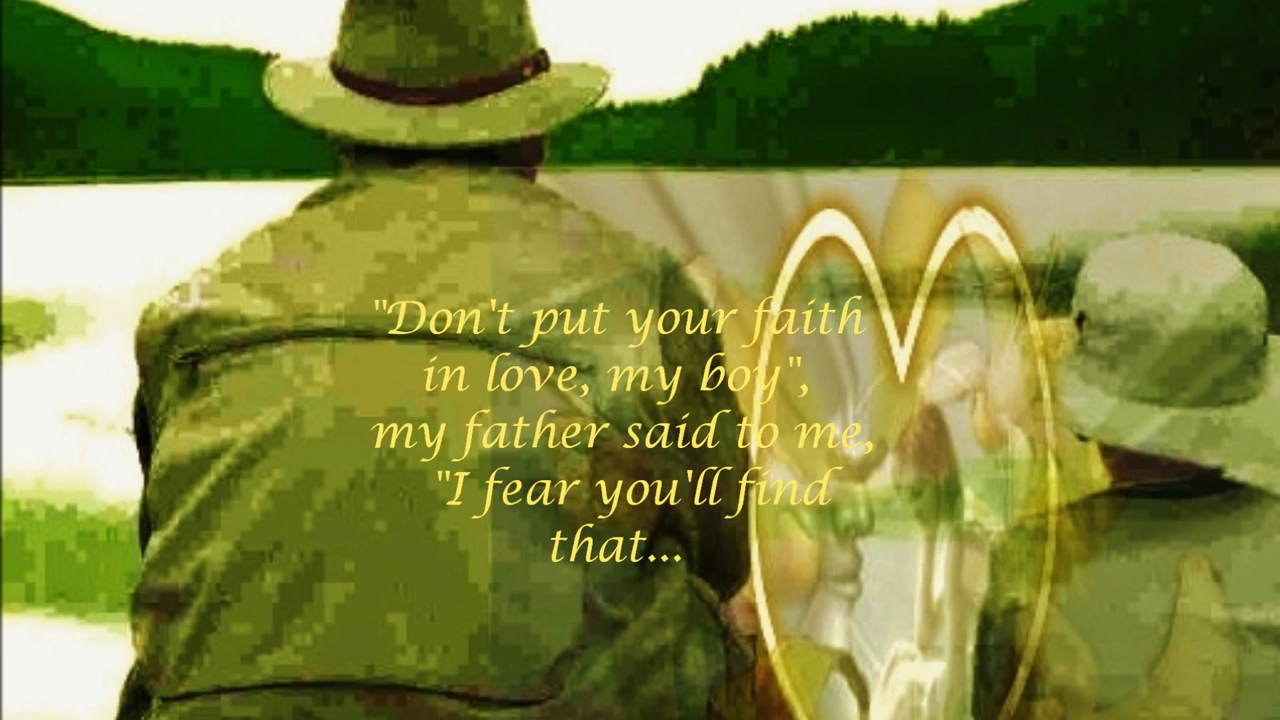 "Don't put your faith
in love, my boy",
my father said to me,
"I fear you'll find
that...